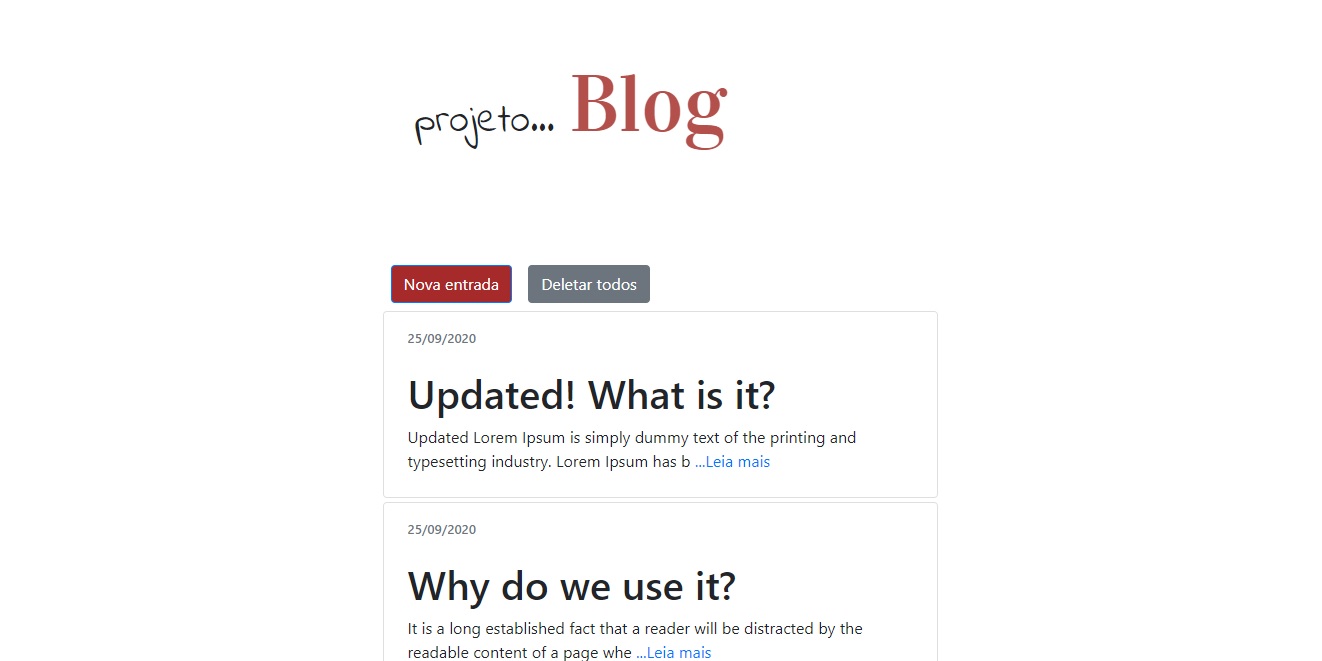 projeto... Blog
Nova entrada Deletar todos
25/09/2020
Updated! What is it?
Updated Lorem Ipsum is simply dummy text of the printing and
typesetting industry. Lorem Ipsum has b ...Leia mais
25/09/2020
Why do we use it?
It is a long established fact that a reader will be distracted by the
readable content of a page whe ...Leia mais